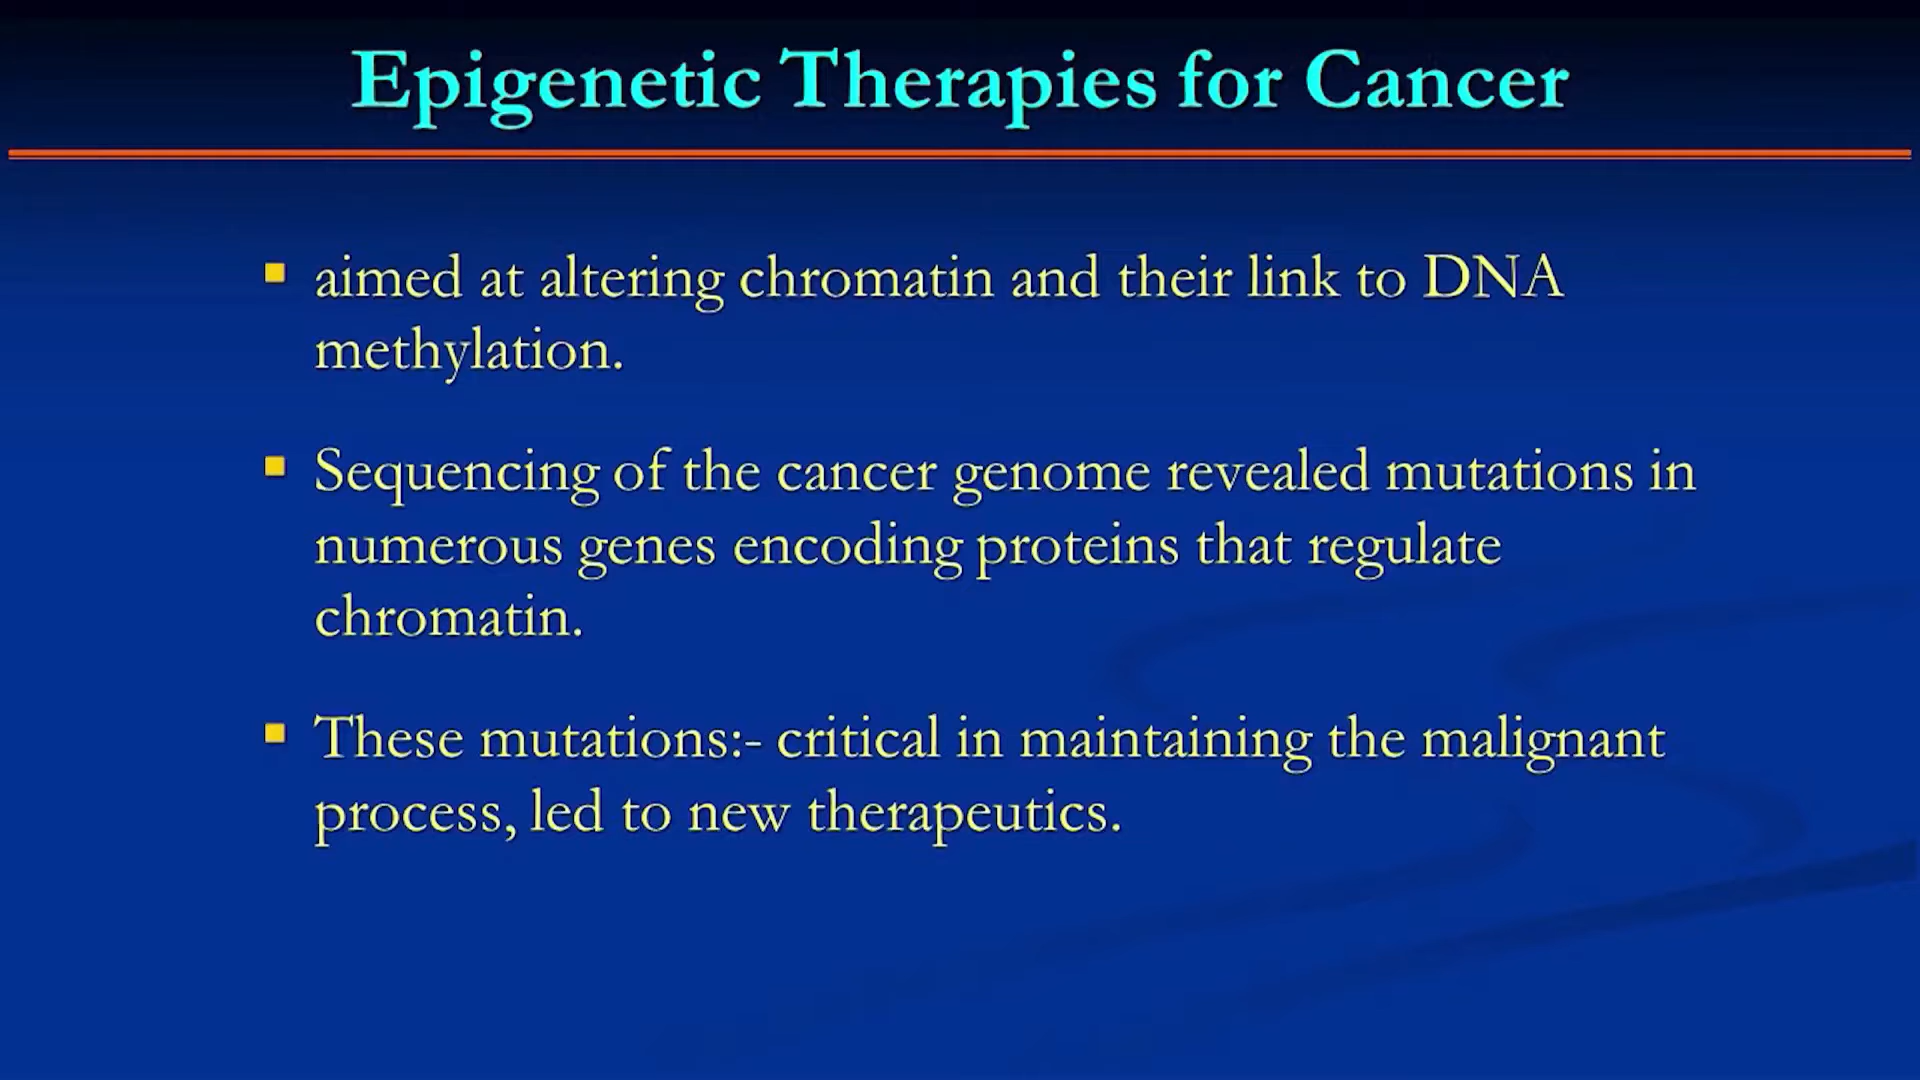 Epigenetic Therapies for Cancer
aimed at altering chromatin and their link to DNA
methylation.
Sequencing of the cancer genome revealed mutations in
numerous genes encoding proteins that regulate
chromatin.
These mutations:- critical in maintaining the malignant
process, led to new therapeutics.